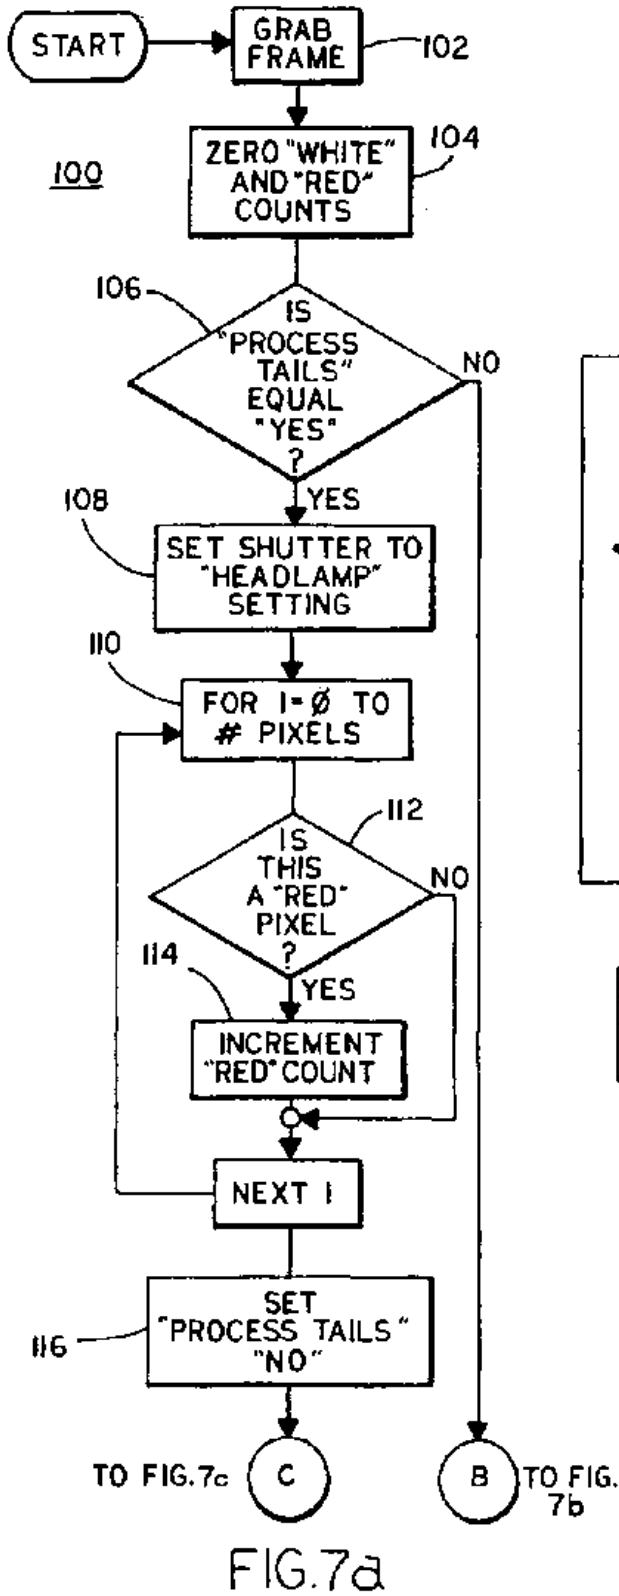 START
GRAB
FRAME
102
ZERO "WHITE"
AND "RED"
COUNTS
104
100
106
IS
"PROCESS
TAILS"
EQUAL
"YES"
?
NO
YES
108
SET SHUTTER TO
"HEADLAMP"
SETTING
110
FOR I=Ø TO
# PIXELS
112
IS
THIS
A "RED"
PIXEL
?
NO
114
YES
INCREMENT
"RED" COUNT
NEXT I
SET
"PROCESS TAILS"
"NO"
116
TO FIG.7c
C
B
TO FIG.
7b
FIG.7a